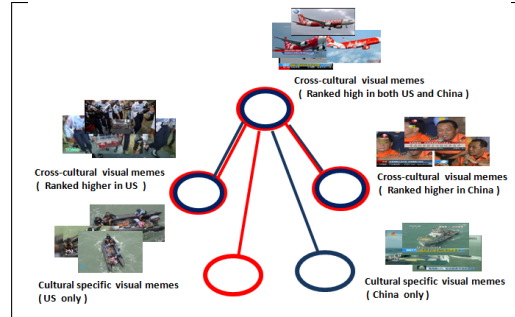 Cross-cultural visual memes
( Ranked high in both US and China )
Cross-cultural visual memes
( Ranked higher in US )
Cross-cultural visual memes
( Ranked higher in China )
Cultural specific visual memes
( US only )
Cultural specific visual memes
( China only )